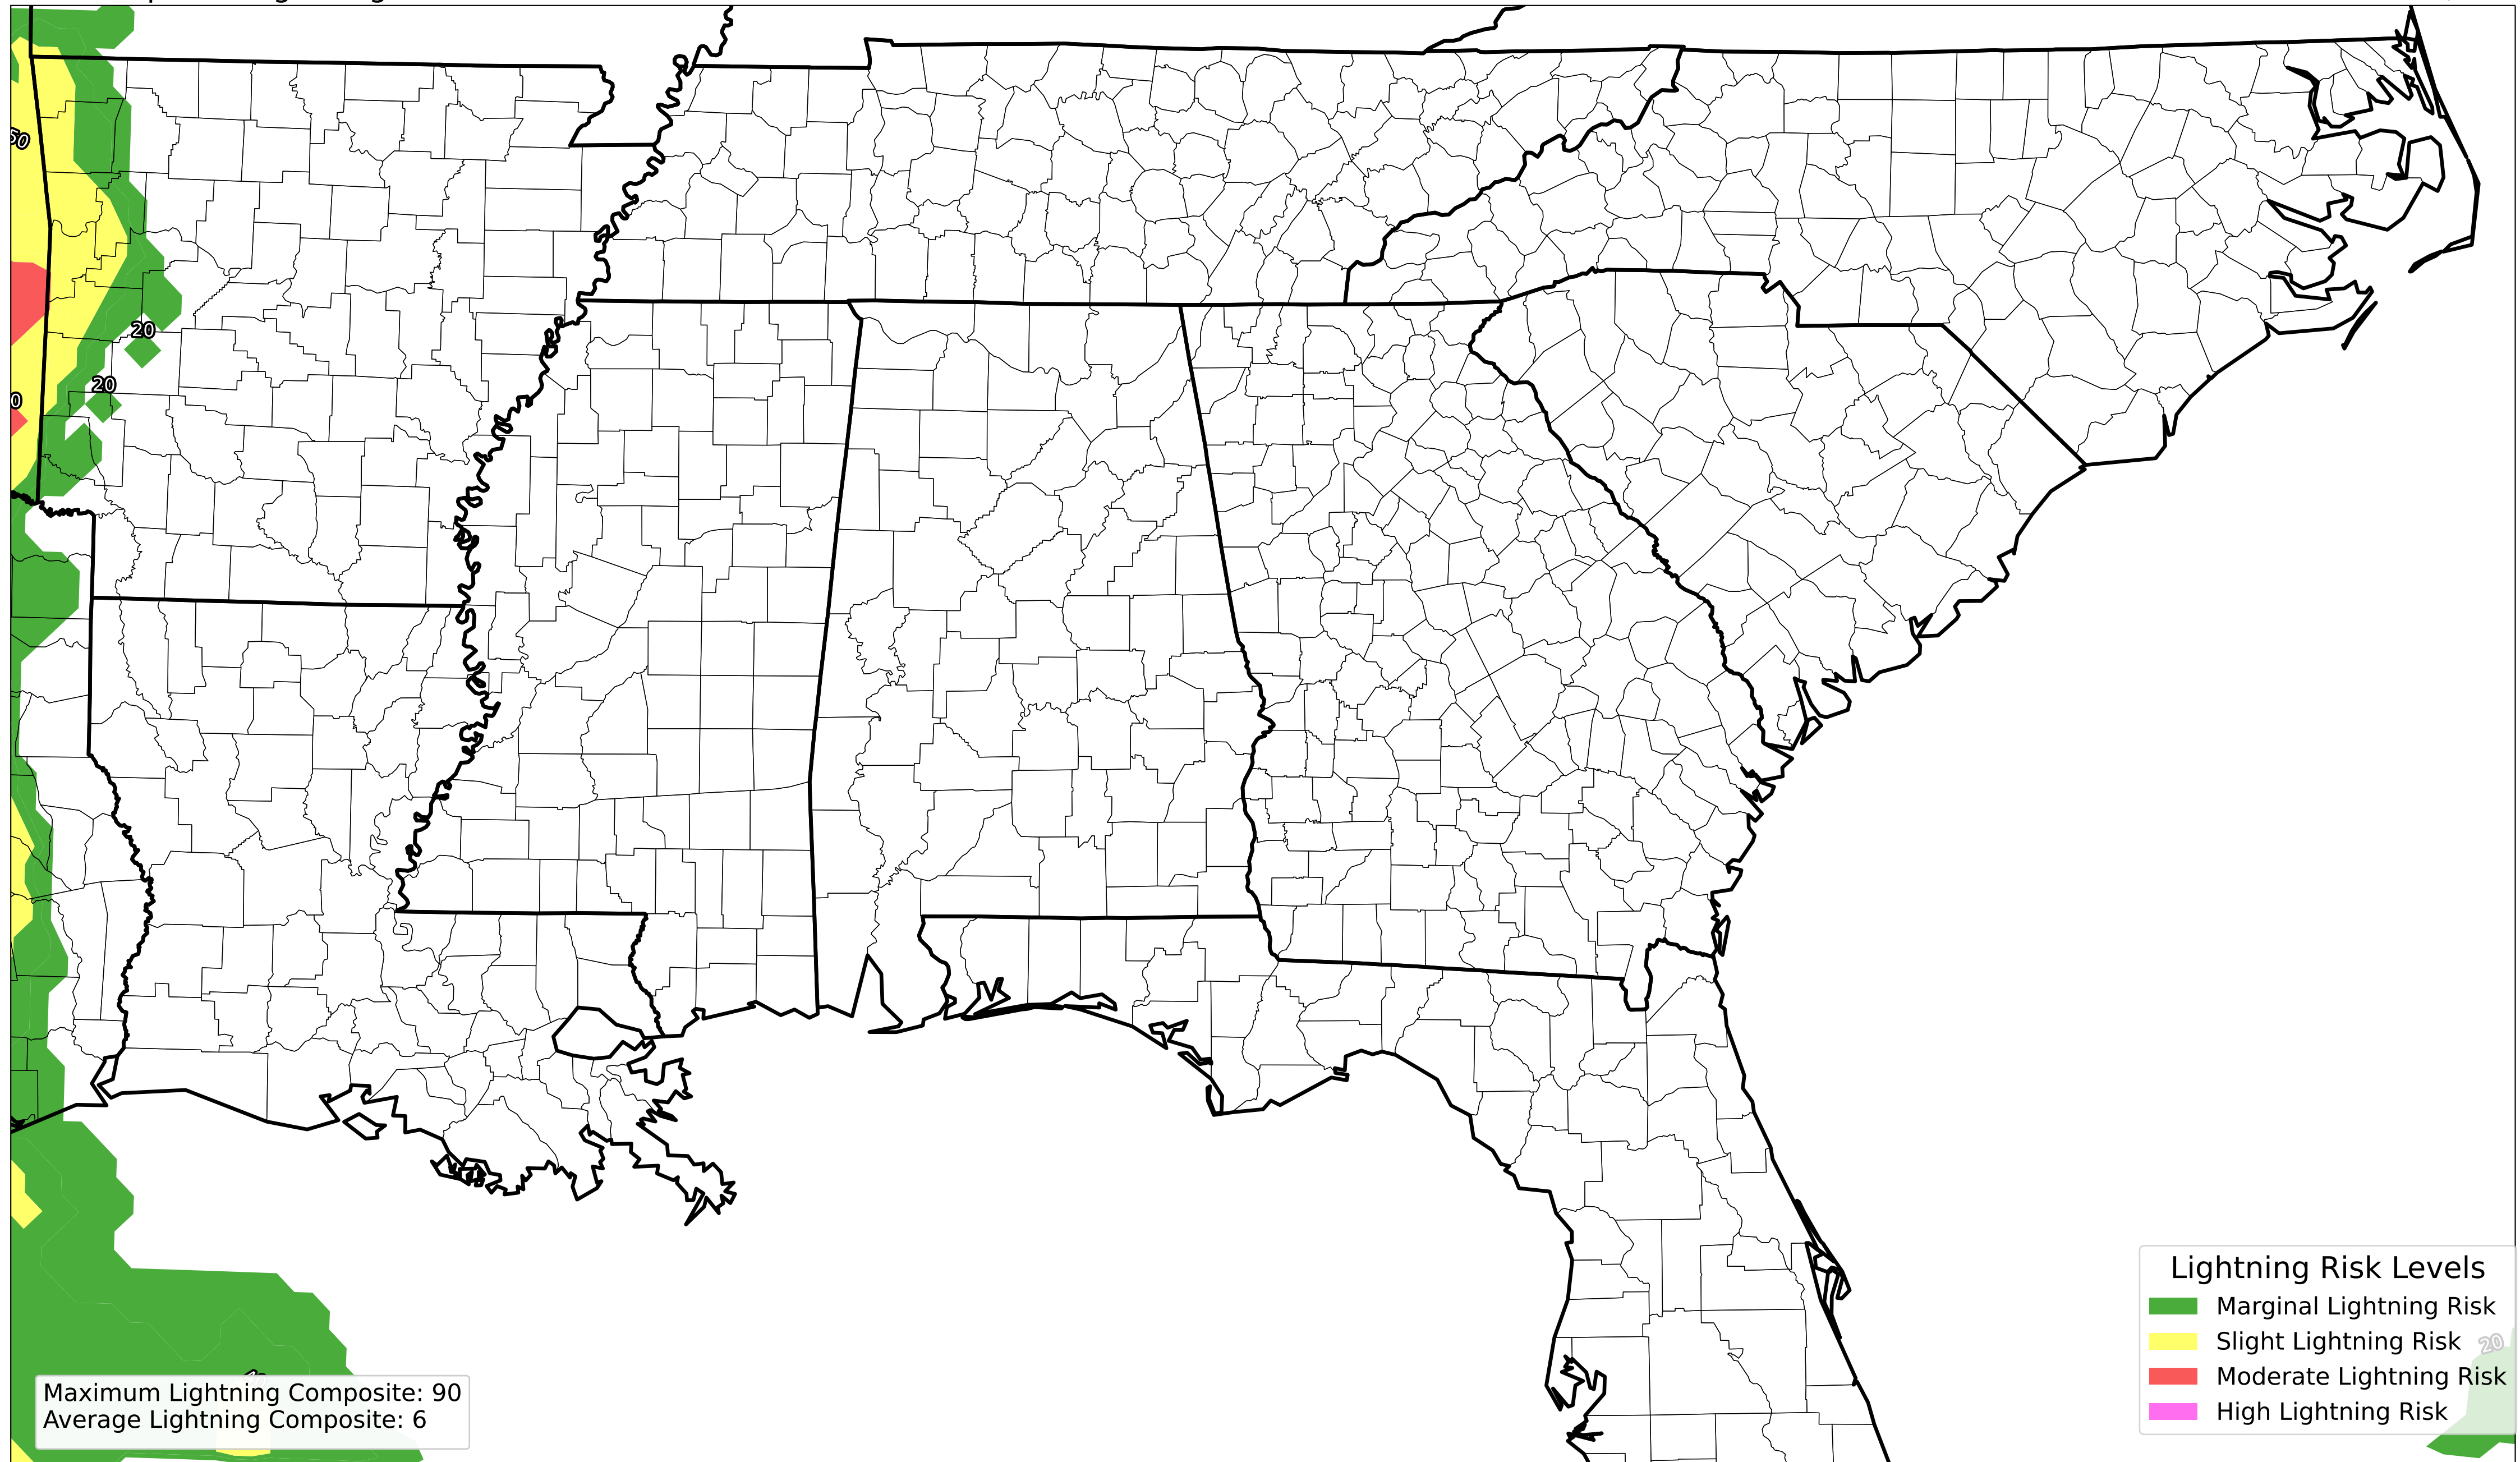 20
20
Lightning Risk Levels
Marginal Lightning Risk
Slight Lightning Risk
20
Moderate Lightning Risk
High Lightning Risk
Maximum Lightning Composite: 90
Average Lightning Composite: 6